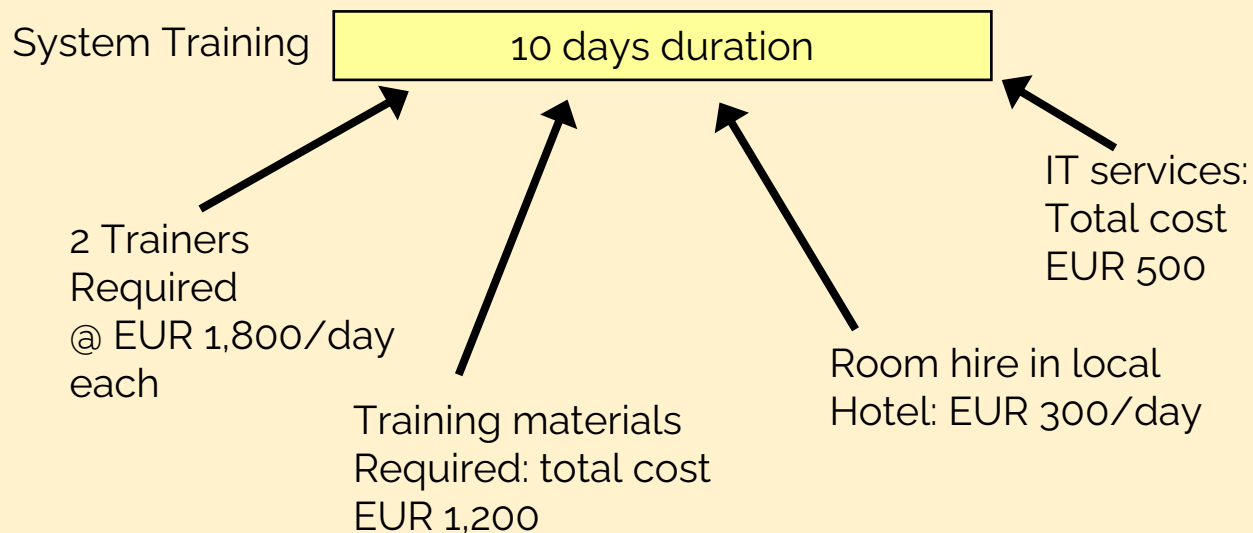 System Training
10 days duration
2 Trainers
Required
@ EUR 1,800/day
each
Training materials
Required: total cost
EUR 1,200
Room hire in local
Hotel: EUR 300/day
IT services:
Total cost
EUR 500